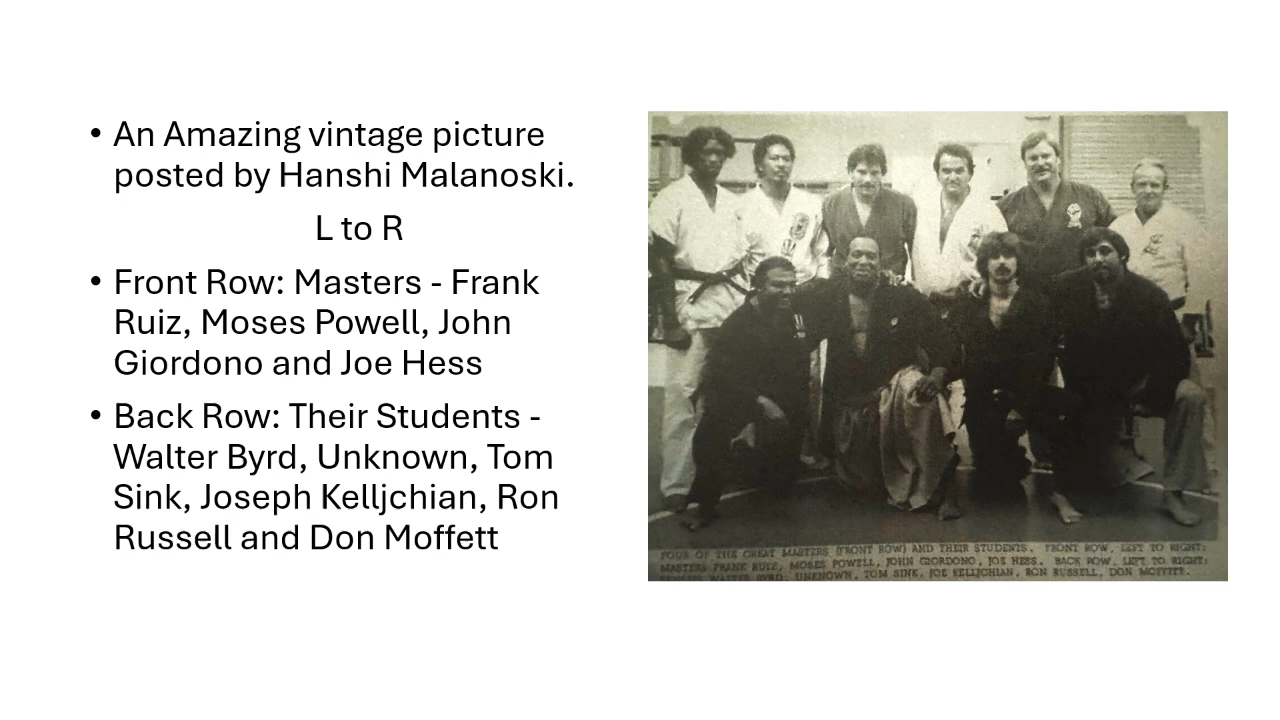 • An Amazing vintage picture
posted by Hanshi Malanoski.
L to R
• Front Row: Masters - Frank
Ruiz, Moses Powell, John
Giordono and Joe Hess
• Back Row: Their Students -
Walter Byrd, Unknown, Tom
Sink, Joseph Kelljchian, Ron
Russell and Don Moffett
FOUR OF THE GREAT MASTERS (FRONT ROW) AND THEIR STUDENTS. FRONT ROW, LEFT TO RIGHT:
MASTERS FRANK RUIZ, MOSES POWELL, JOHN GIORDONO, JOE HESS. BACK ROW, LEFT TO RIGHT:
WALTER BYRD, UNKNOWN, TOM SINK, JOE KELLJCHIAN, RON RUSSELL, DON MOFFETT.